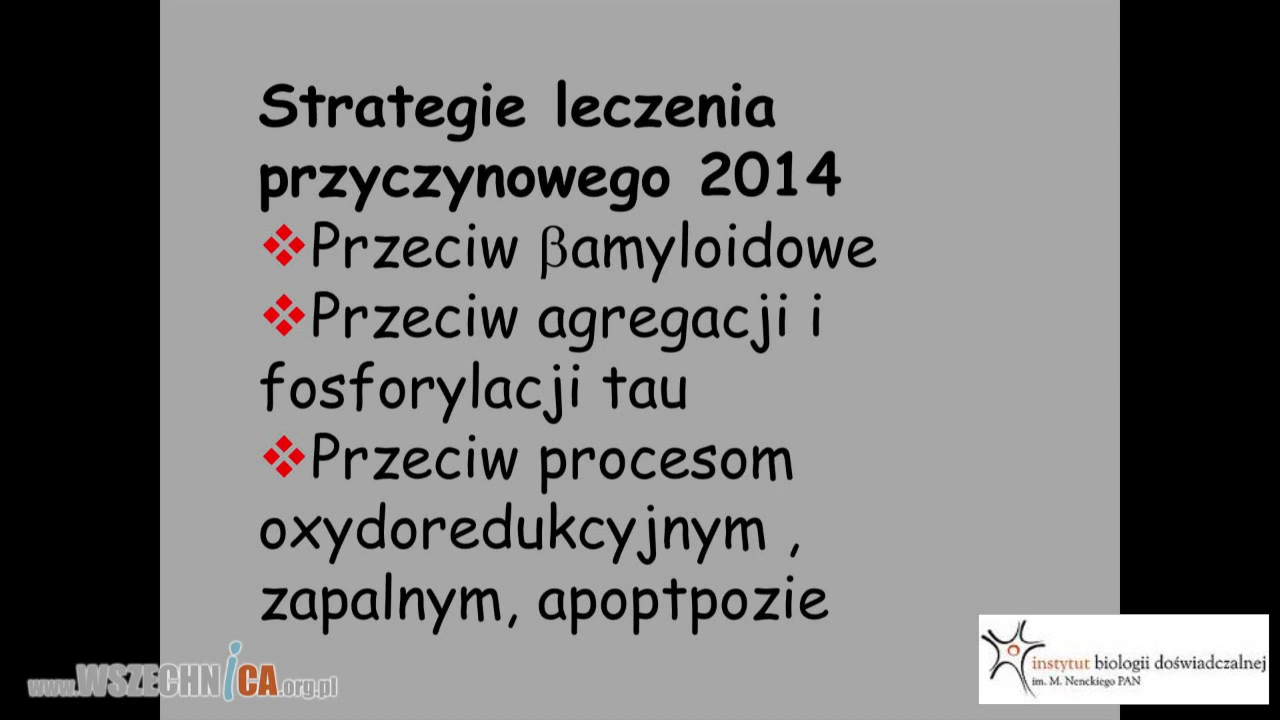 Strategie leczenia
przyczynowego 2014
❖Przeciw βamyloidowe
❖Przeciw agregacji i
fosforylacji tau
❖Przeciw procesom
oxydoredukcyjnym ,
zapalnym, apoptpozie
www.WSZECHNiCA.org.pl
instytut biologii doświadczalnej
im. M. Nenckiego PAN